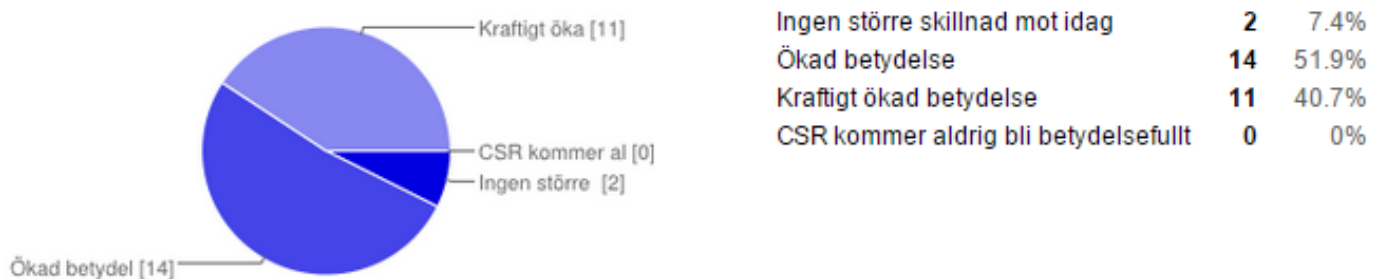 Kraftigt öka [11]
CSR kommer al [0]
Ingen större [2]
Ökad betydel [14]
Ingen större skillnad mot idag 2 7.4%
Ökad betydelse 14 51.9%
Kraftigt ökad betydelse 11 40.7%
CSR kommer aldrig bli betydelsefullt 0 0%